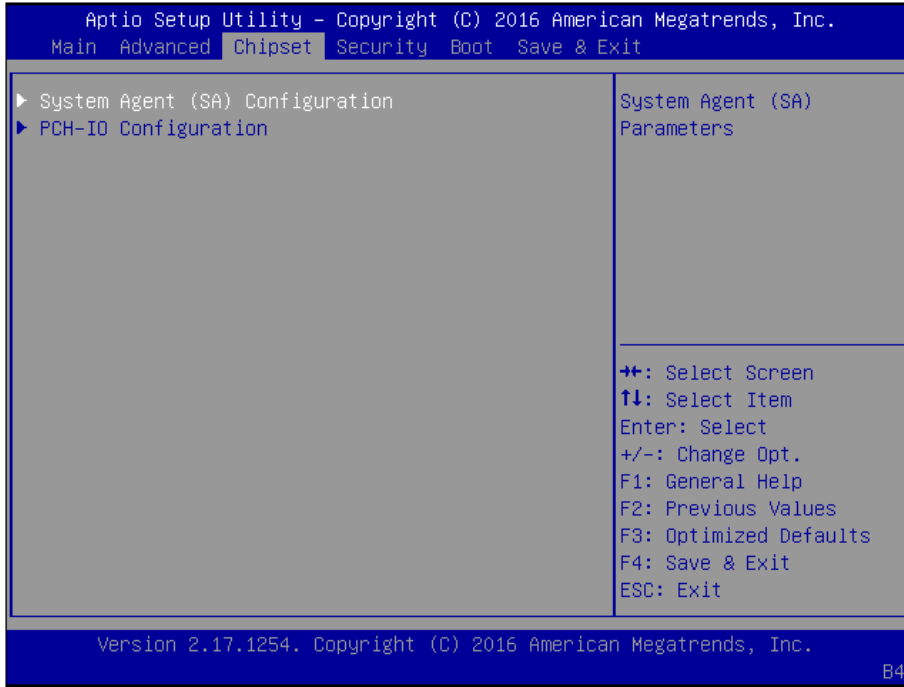 Aptio Setup Utility – Copyright (C) 2016 American Megatrends, Inc.
Main Advanced Chipset Security Boot Save & Exit
► System Agent (SA) Configuration
► PCH-IO Configuration
System Agent (SA)
Parameters
→←: Select Screen
↑↓: Select Item
Enter: Select
+/-: Change Opt.
F1: General Help
F2: Previous Values
F3: Optimized Defaults
F4: Save & Exit
ESC: Exit
Version 2.17.1254. Copyright (C) 2016 American Megatrends, Inc.
B4